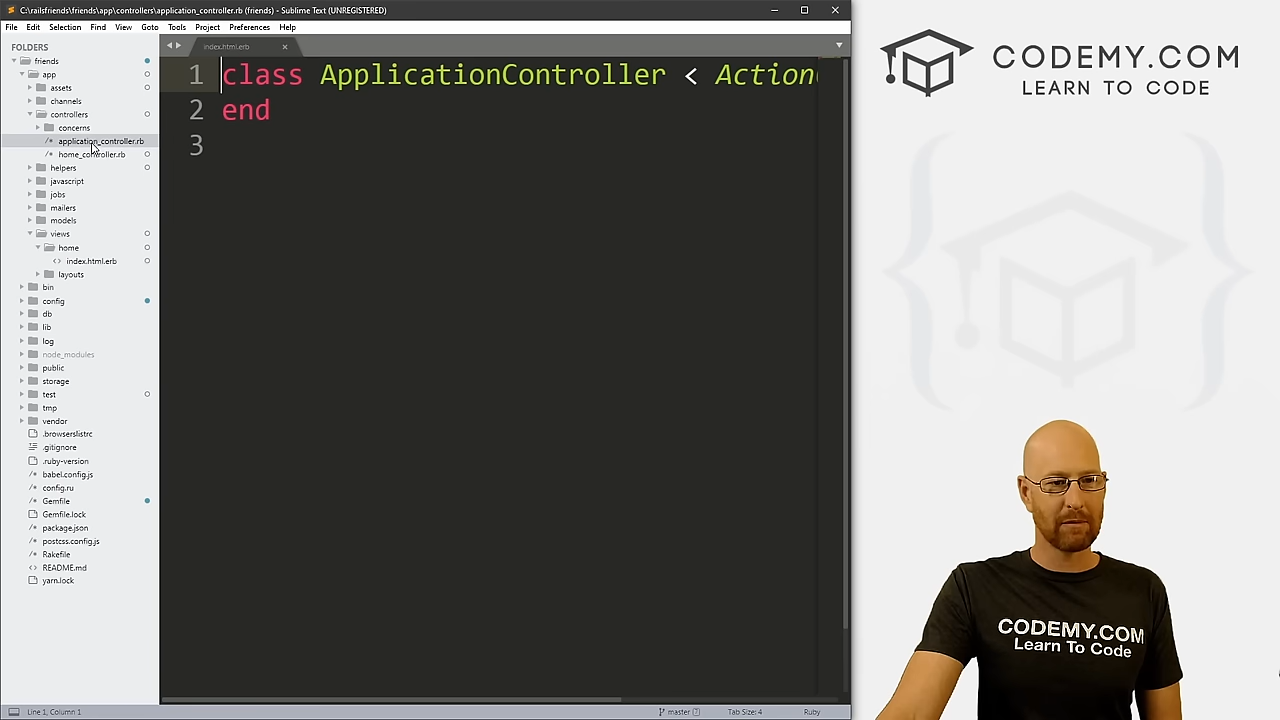 C:\railsfriends\friends\app\controllers\application_controller.rb (friends) - Sublime Text (UNREGISTERED)
File Edit Selection Find View Goto Tools Project Preferences Help
FOLDERS
friends
app
assets
channels
controllers
concerns
application_controller.rb
home_controller.rb
helpers
javascript
jobs
mailers
models
views
home
index.html.erb
layouts
bin
config
db
lib
log
node_modules
public
storage
test
tmp
vendor
.browserslistrc
.gitignore
.ruby-version
babel.config.js
config.ru
Gemfile
Gemfile.lock
package.json
postcss.config.js
Rakefile
README.md
yarn.lock
index.html.erb
1 class ApplicationController < Action
2 end
3
Line 1, Column 1
master 7
Tab Size: 4
Ruby
CODEMY.COM
LEARN TO CODE
CODEMY.COM
Learn To Code